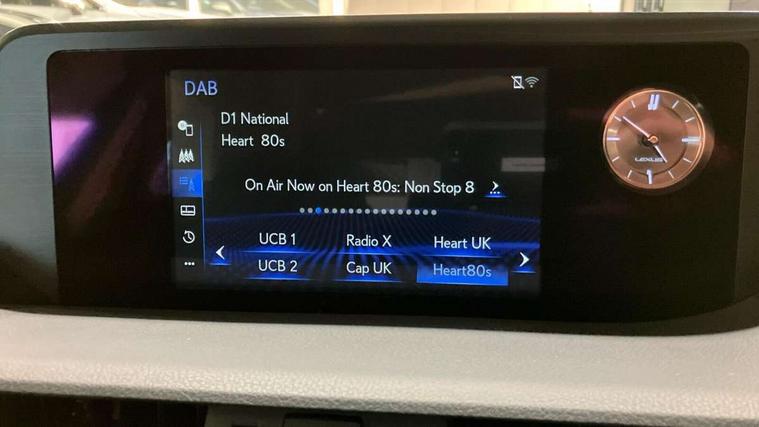 DAB
D1 National
Heart 80s
On Air Now on Heart 80s: Non Stop 8
UCB 1 Radio X Heart UK
UCB 2 Cap UK Heart80s
LEXUS